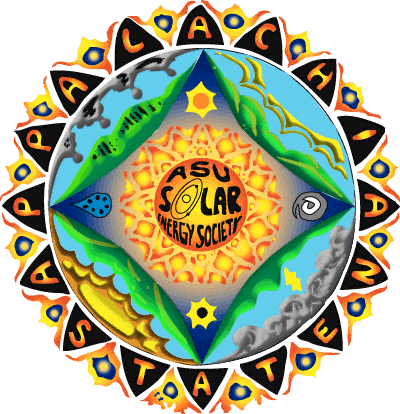 APPALACHIAN
STATE
ASU
SOLAR
ENERGY SOCIETY